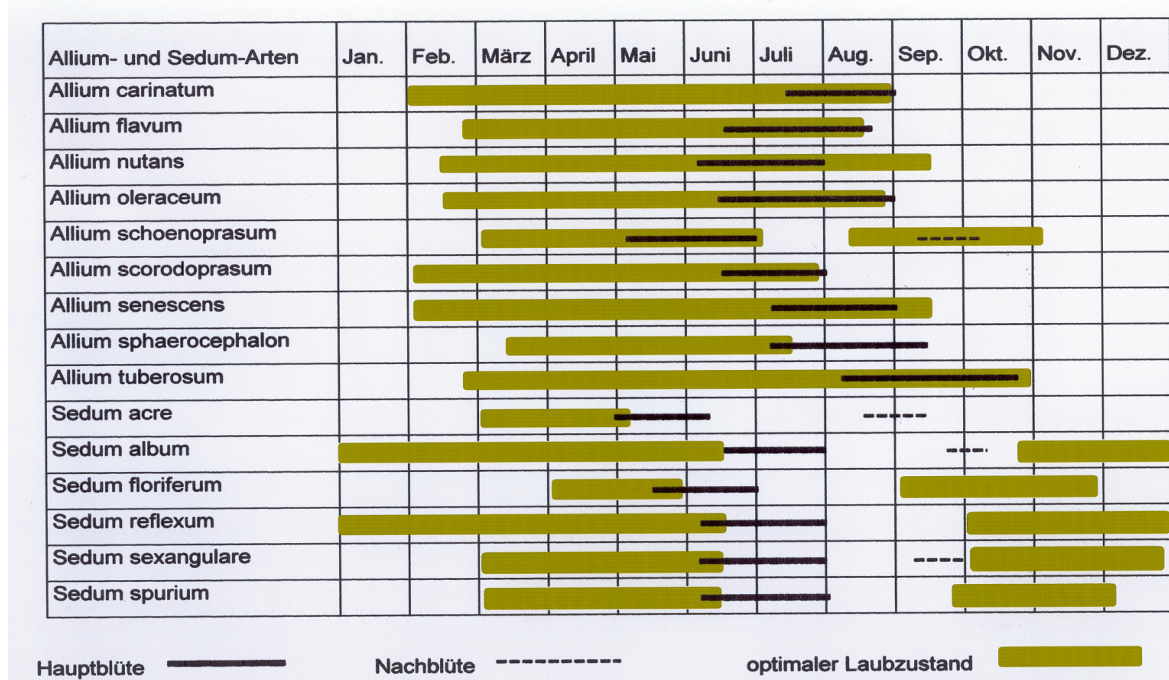 Allium- und Sedum-Arten Jan. Feb. März April Mai Juni Juli Aug. Sep. Okt. Nov. Dez.
Allium carinatum
Allium flavum
Allium nutans
Allium oleraceum
Allium schoenoprasum
Allium scorodoprasum
Allium senescens
Allium sphaerocephalon
Allium tuberosum
Sedum acre
Sedum album
Sedum floriferum
Sedum reflexum
Sedum sexangulare
Sedum spurium
Hauptblüte Nachblüte optimaler Laubzustand